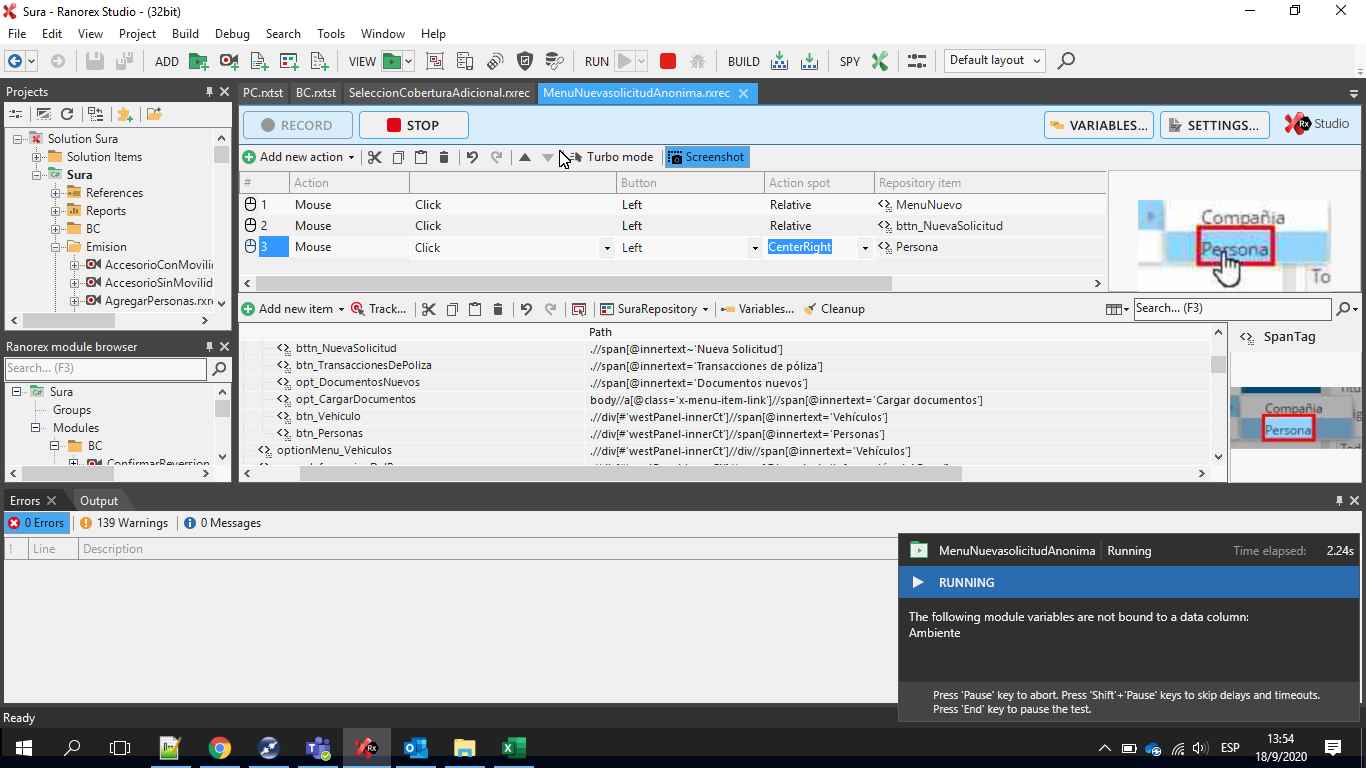 Sura - Ranorex Studio - (32bit)
File Edit View Project Build Debug Search Tools Window Help
ADD VIEW RUN BUILD SPY Default layout
Projects
PC.rxtst BC.rxtst SeleccionCoberturaAdicional.rxrec MenuNuevasolicitudAnonima.rxrec
RECORD STOP VARIABLES... SETTINGS... Rx Studio
Solution Sura
Solution Items
Sura
References
Reports
BC
Emision
AccesorioConMovili
AccesorioSinMovilid
AgregarPersonas.rxr
Add new action Turbo mode Screenshot
# Action Button Action spot Repository item
1 Mouse Click Left Relative MenuNuevo
2 Mouse Click Left Relative bttn_NuevaSolicitud
3 Mouse Click Left CenterRight Persona
Compañia
Persona
To
Add new item Track... SuraRepository Variables... Cleanup Search... (F3)
Path
bttn_NuevaSolicitud .//span[@innertext~'Nueva Solicitud']
btn_TransaccionesDePoliza .//span[@innertext='Transacciones de póliza']
opt_DocumentosNuevos .//span[@innertext='Documentos nuevos']
opt_CargarDocumentos body//a[@class='x-menu-item-link']//span[@innertext='Cargar documentos']
btn_Vehiculo .//div[#'westPanel-innerCt']//span[@innertext='Vehículos']
btn_Personas .//div[#'westPanel-innerCt']//span[@innertext='Personas']
optionMenu_Vehiculos .//div[#'westPanel-innerCt']//div//span[@innertext='Vehículos']
SpanTag
Compañia
Persona
Ranorex module browser
Search... (F3)
Sura
Groups
Modules
BC
ConfirmarReversion
Errors Output
0 Errors 139 Warnings 0 Messages
! Line Description
MenuNuevasolicitudAnonima Running Time elapsed: 2.24s
RUNNING
The following module variables are not bound to a data column:
Ambiente
Press 'Pause' key to abort. Press 'Shift'+'Pause' keys to skip delays and timeouts.
Press 'End' key to pause the test.
Ready
ESP
13:54
18/9/2020